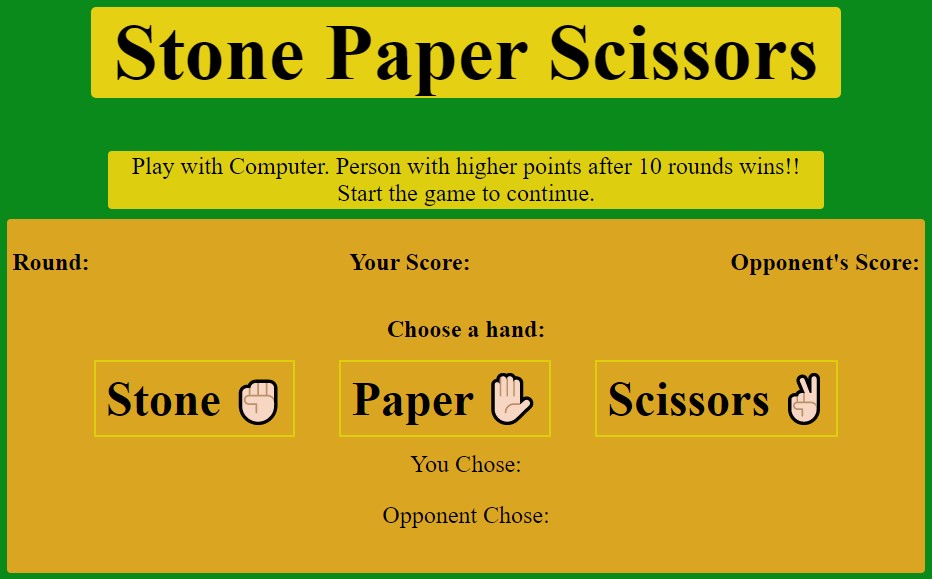 Stone Paper Scissors
Play with Computer. Person with higher points after 10 rounds wins!!
Start the game to continue.
Round: Your Score: Opponent's Score:
Choose a hand:
Stone Paper Scissors
You Chose:
Opponent Chose: